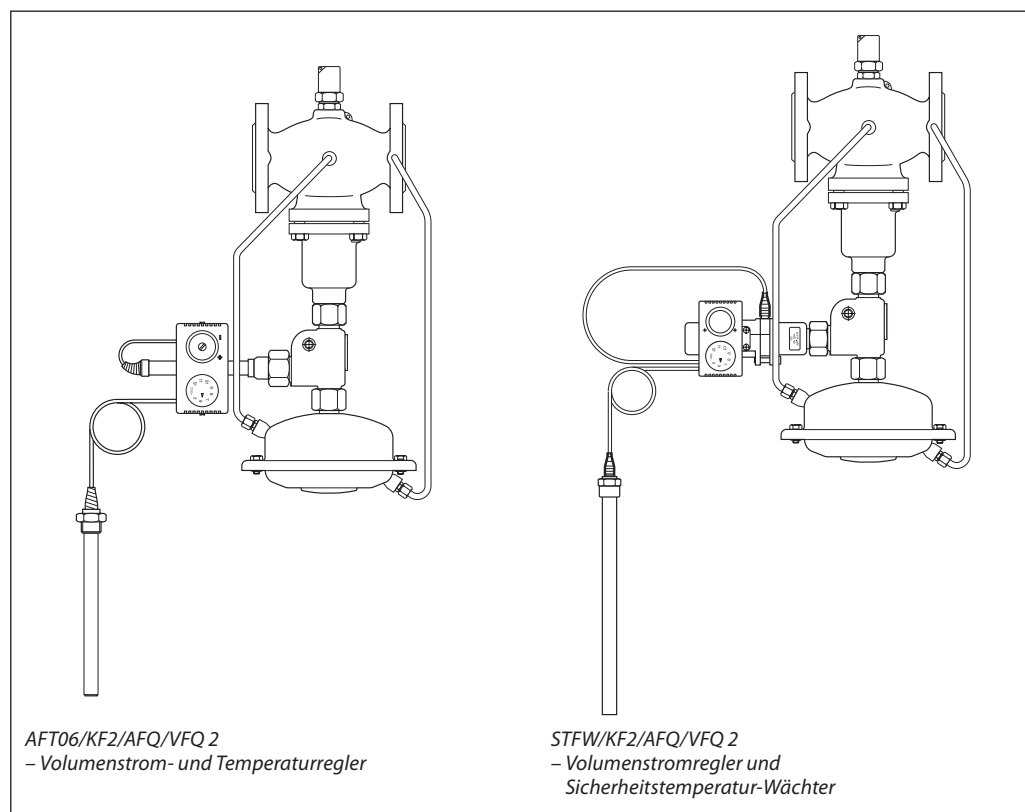 AFT06/KF2/AFQ/VFQ 2
– Volumenstrom- und Temperaturregler
STFW/KF2/AFQ/VFQ 2
– Volumenstromregler und
Sicherheitstemperatur-Wächter